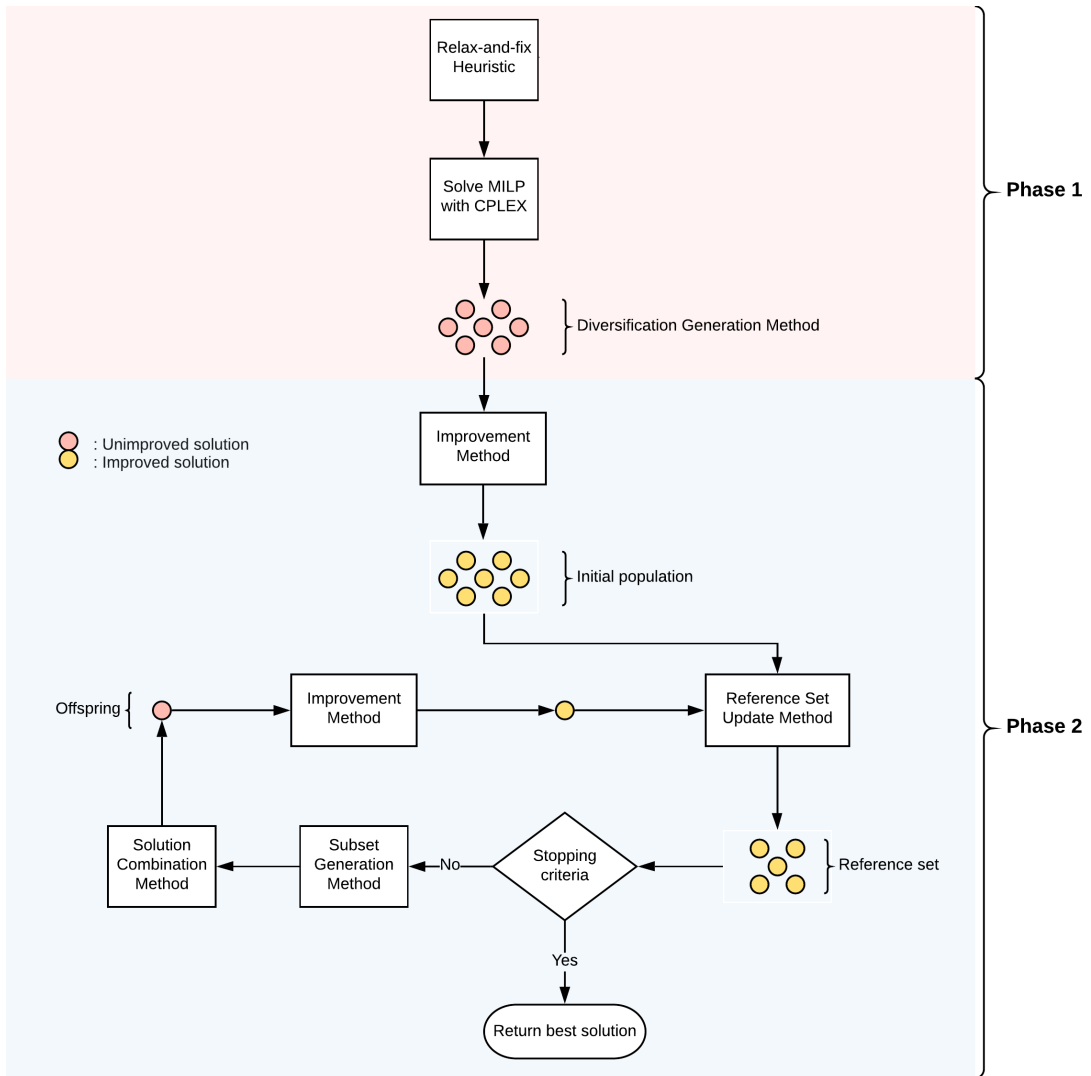 Relax-and-fix
Heuristic
Solve MILP
with CPLEX
Phase 1
Diversification Generation Method
Improvement
Method
: Unimproved solution
: Improved solution
Initial population
Offspring
Improvement
Method
Reference Set
Update Method
Phase 2
Solution
Combination
Method
Subset
Generation
Method
No
Stopping
criteria
Reference set
Yes
Return best solution